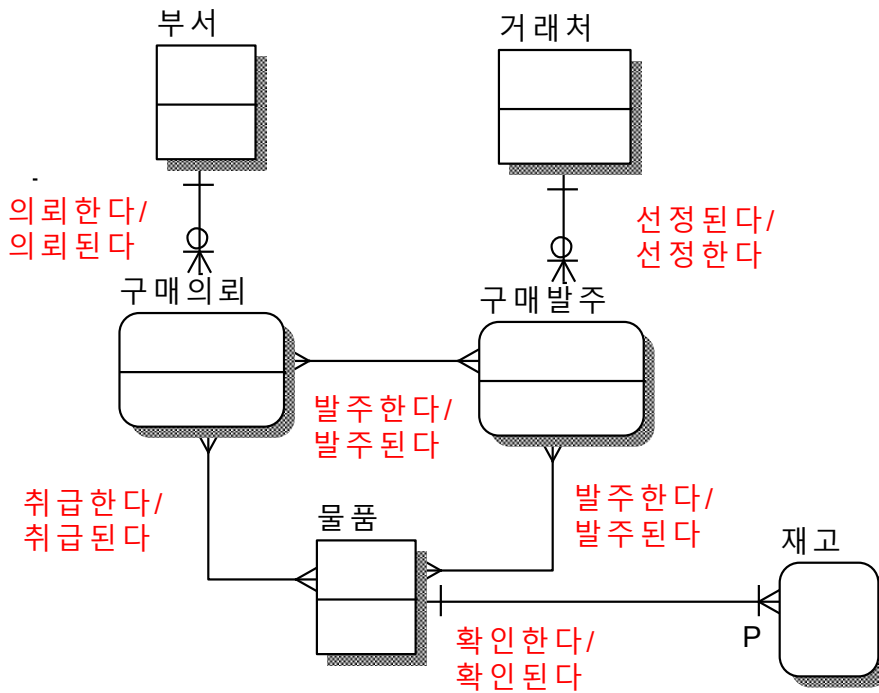 부서
거래처
의뢰한다/
의뢰된다
선정된다/
선정한다
구매의뢰
구매발주
발주한다/
발주된다
취급한다/
취급된다
물품
발주한다/
발주된다
재고
P
확인한다/
확인된다